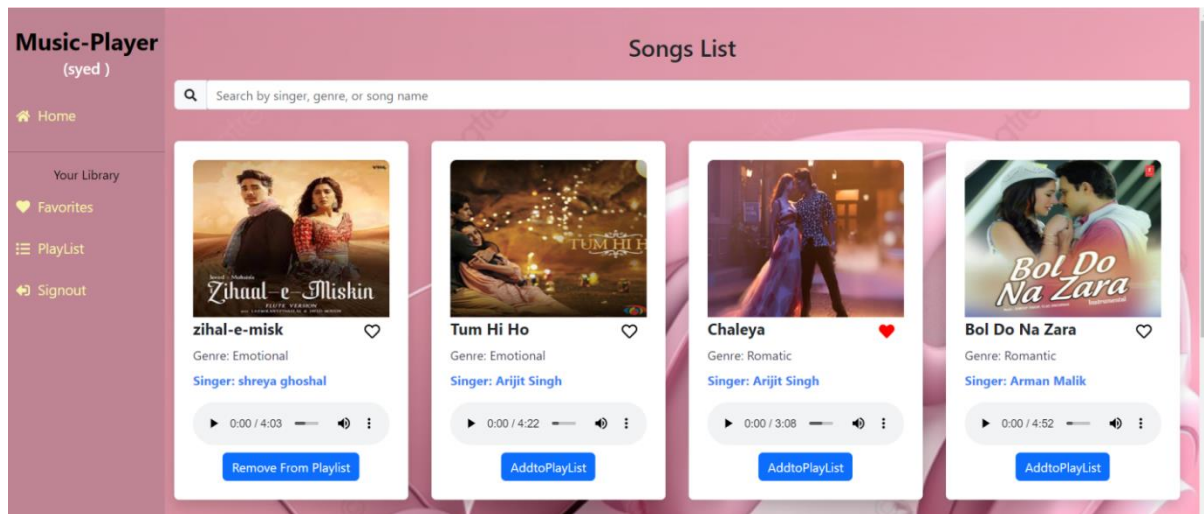 Music-Player
(syed )
Home
Your Library
Favorites
PlayList
Signout
Songs List
Search by singer, genre, or song name
Zihaal-e-Miskin
FLUTE VERSION
zihal-e-misk
Genre: Emotional
Singer: shreya ghoshal
0:00 / 4:03
Remove From Playlist
TUM HI H
Tum Hi Ho
Genre: Emotional
Singer: Arijit Singh
0:00 / 4:22
AddtoPlayList
Chaleya
Genre: Romatic
Singer: Arijit Singh
0:00 / 3:08
AddtoPlayList
Bol Do
Na Zara
Instrumental
Bol Do Na Zara
Genre: Romantic
Singer: Arman Malik
0:00 / 4:52
AddtoPlayList